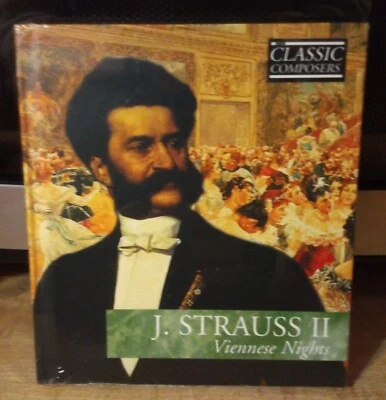 CLASSIC
COMPOSERS
J. STRAUSS II
Viennese Nights